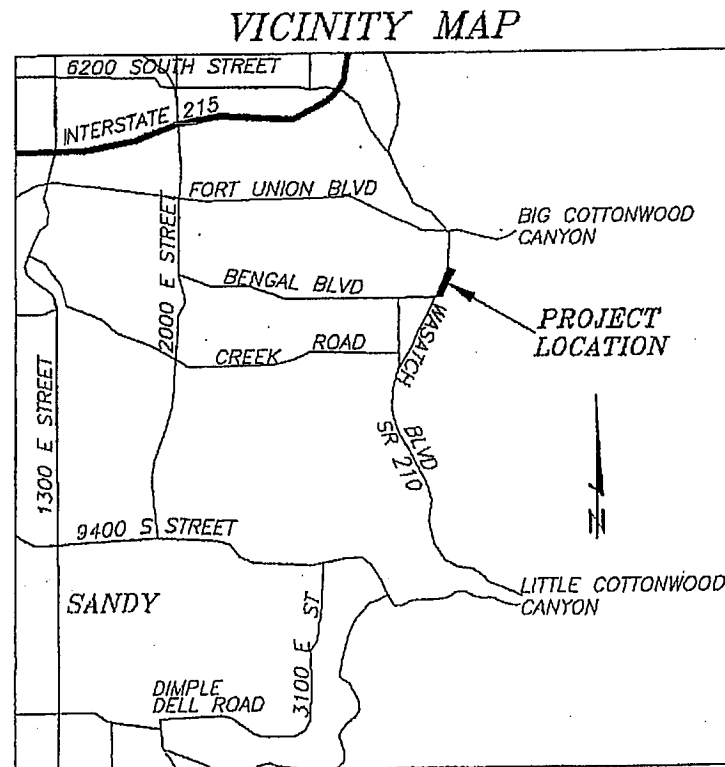 VICINITY MAP
6200 SOUTH STREET
INTERSTATE 215
FORT UNION BLVD
BIG COTTONWOOD
CANYON
2000 E STREET
BENGAL BLVD
PROJECT
LOCATION
WASATCH
CREEK ROAD
BLVD
SR 210
1300 E STREET
N
9400 S STREET
LITTLE COTTONWOOD
CANYON
SANDY
3100 E ST
DIMPLE
DELL ROAD